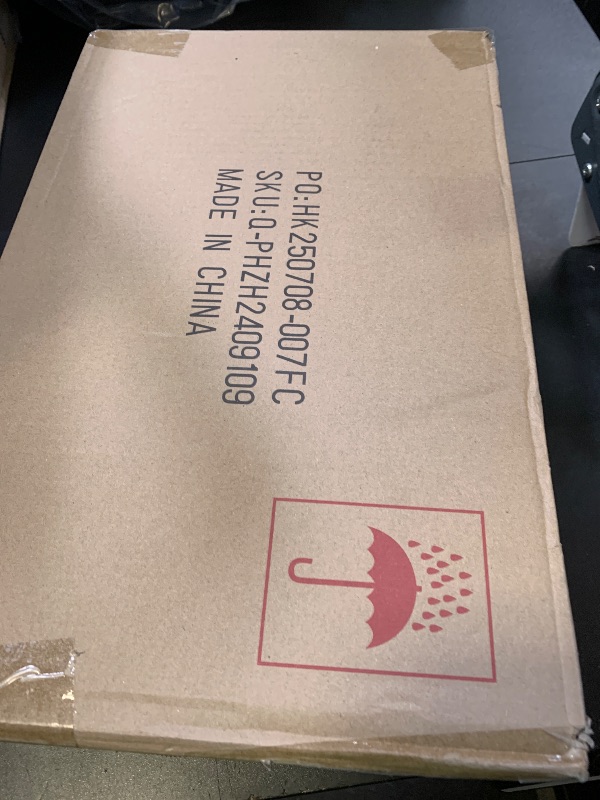 PO:HK250708-007FC
SKU:Q-PHZH2409109
MADE IN CHINA